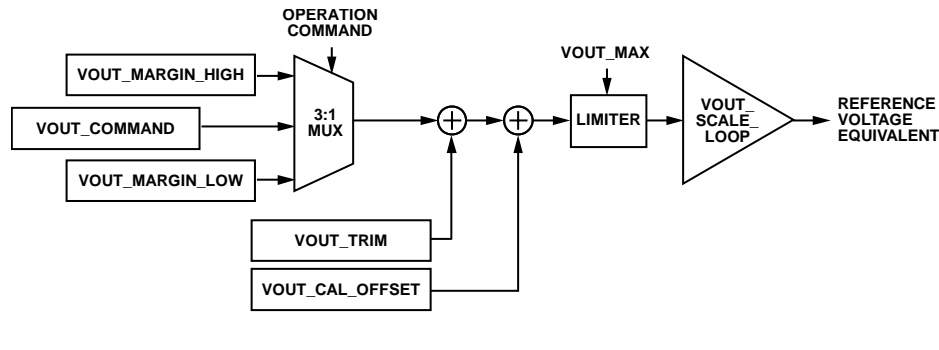 OPERATION
COMMAND
VOUT_MARGIN_HIGH
VOUT_COMMAND
VOUT_MARGIN_LOW
3:1
MUX
VOUT_TRIM
VOUT_CAL_OFFSET
VOUT_MAX
LIMITER
VOUT_
SCALE_
LOOP
REFERENCE
VOLTAGE
EQUIVALENT